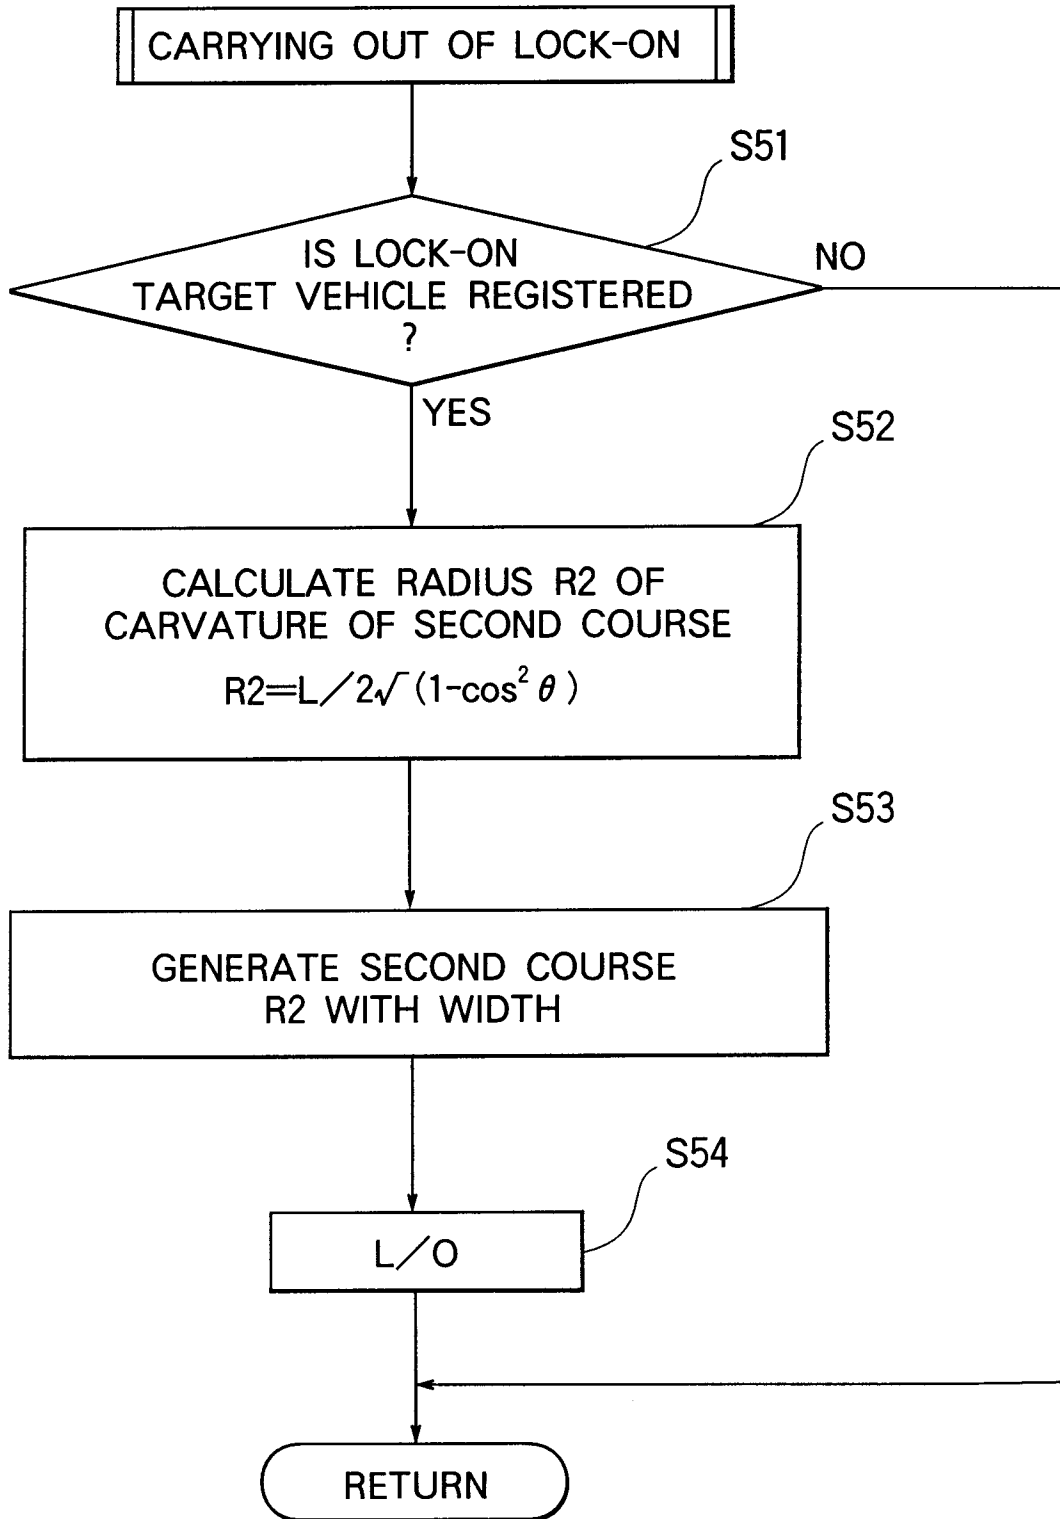 CARRYING OUT OF LOCK-ON
S51
IS LOCK-ON
TARGET VEHICLE REGISTERED
?
NO
YES
S52
CALCULATE RADIUS R2 OF
CARVATURE OF SECOND COURSE
R2=L/2√(1-cos² θ)
S53
GENERATE SECOND COURSE
R2 WITH WIDTH
S54
L/O
RETURN